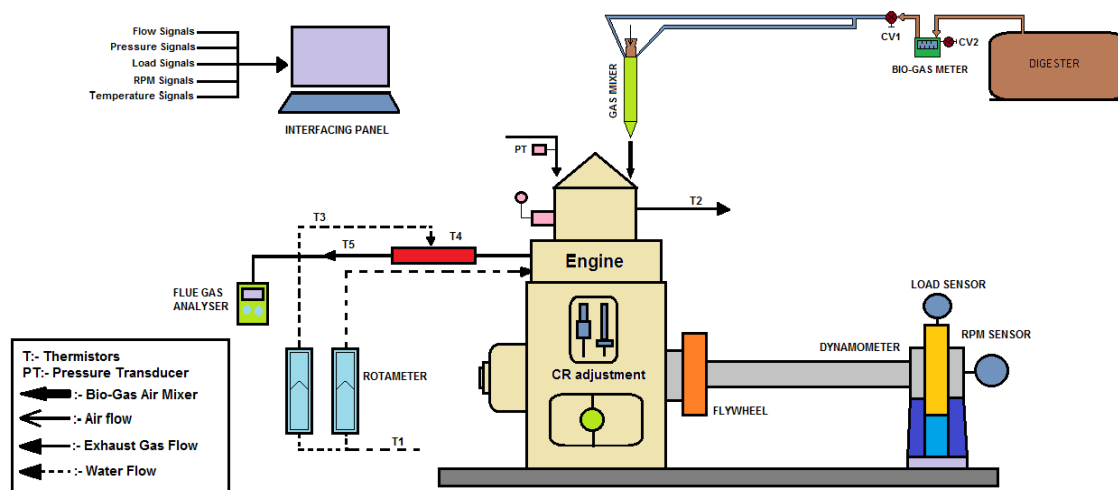 Flow Signals
Pressure Signals
Load Signals
RPM Signals
Temperature Signals
INTERFACING PANEL
GAS MIXER
CV1
CV2
BIO-GAS METER
DIGESTER
PT
T2
T3
T4
T5
Engine
FLUE GAS
ANALYSER
LOAD SENSOR
RPM SENSOR
DYNAMOMETER
CR adjustment
ROTAMETER
FLYWHEEL
T1
T:- Thermistors
PT:- Pressure Transducer
:- Bio-Gas Air Mixer
:- Air flow
:- Exhaust Gas Flow
:- Water Flow